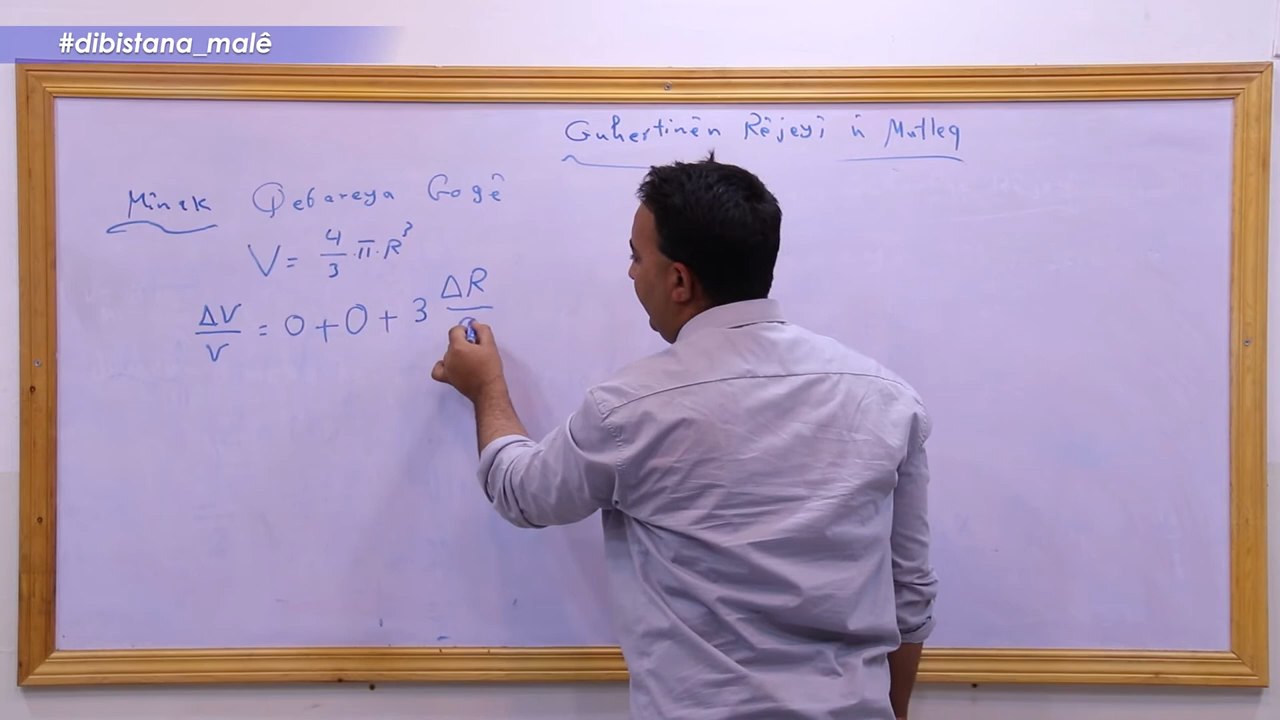 #dibistana_malê
Guhertinên Rêjeyî û Mutleq
Mînak Qebareya Gogê
V = 4/3 . π . R³
ΔV/V = 0 + 0 + 3 ΔR/